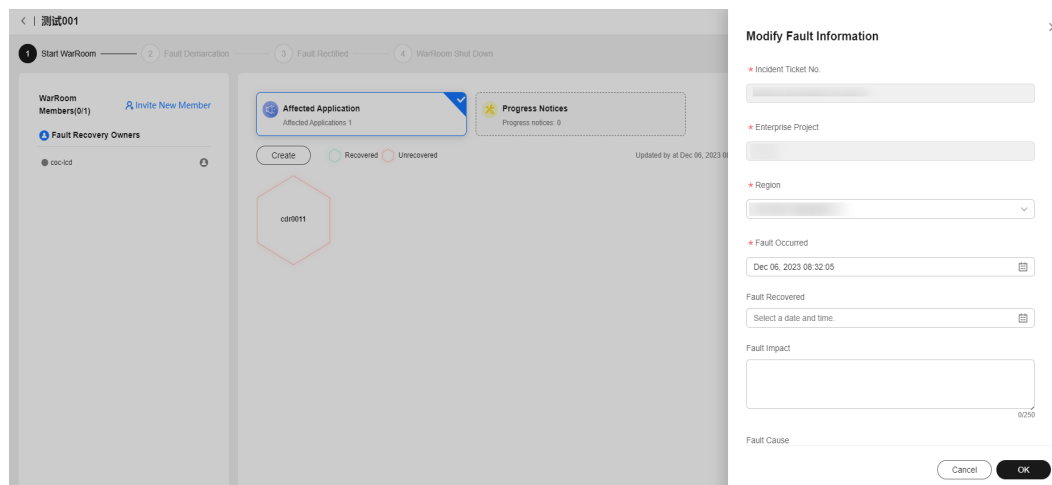 测试001
1 Start WarRoom
2 Fault Demarcation
3 Fault Rectified
4 WarRoom Shut Down
WarRoom
Members(0/1)
Invite New Member
Fault Recovery Owners
coc-lcd
Affected Application
Affected Applications 1
Progress Notices
Progress notices: 0
Create
Recovered
Unrecovered
Updated by at Dec 06, 2023 0
cdr0011
Modify Fault Information
* Incident Ticket No.
* Enterprise Project
* Region
* Fault Occurred
Dec 06, 2023 08:32:05
Fault Recovered
Select a date and time.
Fault Impact
0/250
Fault Cause
Cancel
OK